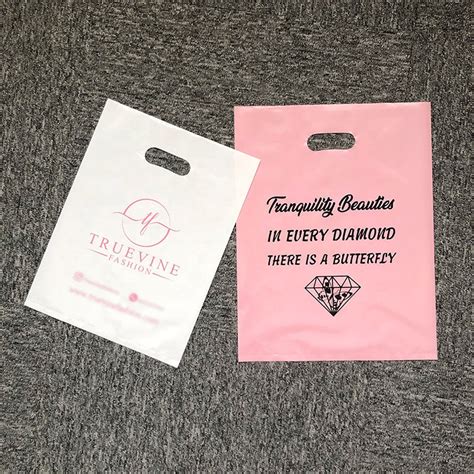 TRUEVINE
FASHION
Tranquility Beauties
IN EVERY DIAMOND
THERE IS A BUTTERFLY